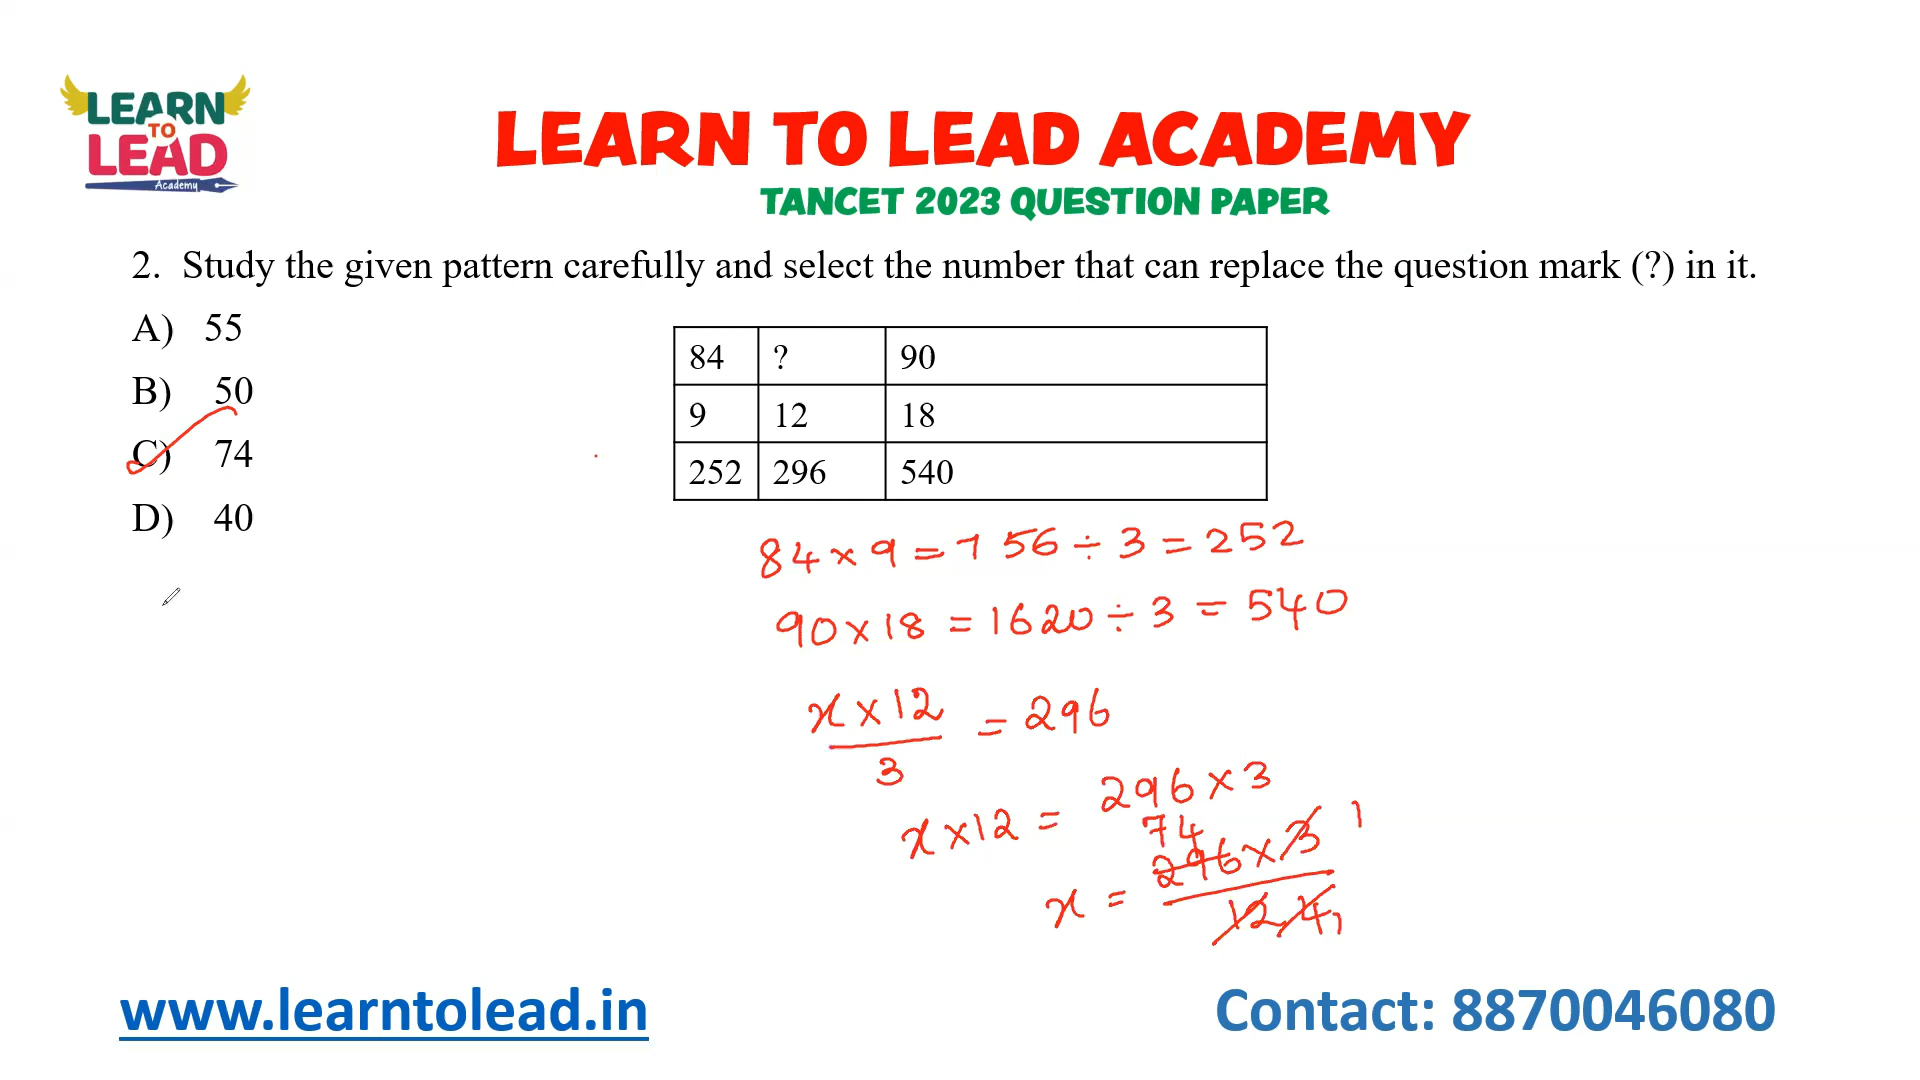 LEARN
TO
LEAD
Academy
LEARN TO LEAD ACADEMY
TANCET 2023 QUESTION PAPER
2. Study the given pattern carefully and select the number that can replace the question mark (?) in it.
A) 55
B) 50
C) 74
D) 40
84 ? 90
9 12 18
252 296 540
84 x 9 = 756 ÷ 3 = 252
90 x 18 = 1620 ÷ 3 = 540
x x 12
= 296
3
x x 12 = 296 x 3
74 1
296 x 3
x =
12 4 1
www.learntolead.in
Contact: 8870046080